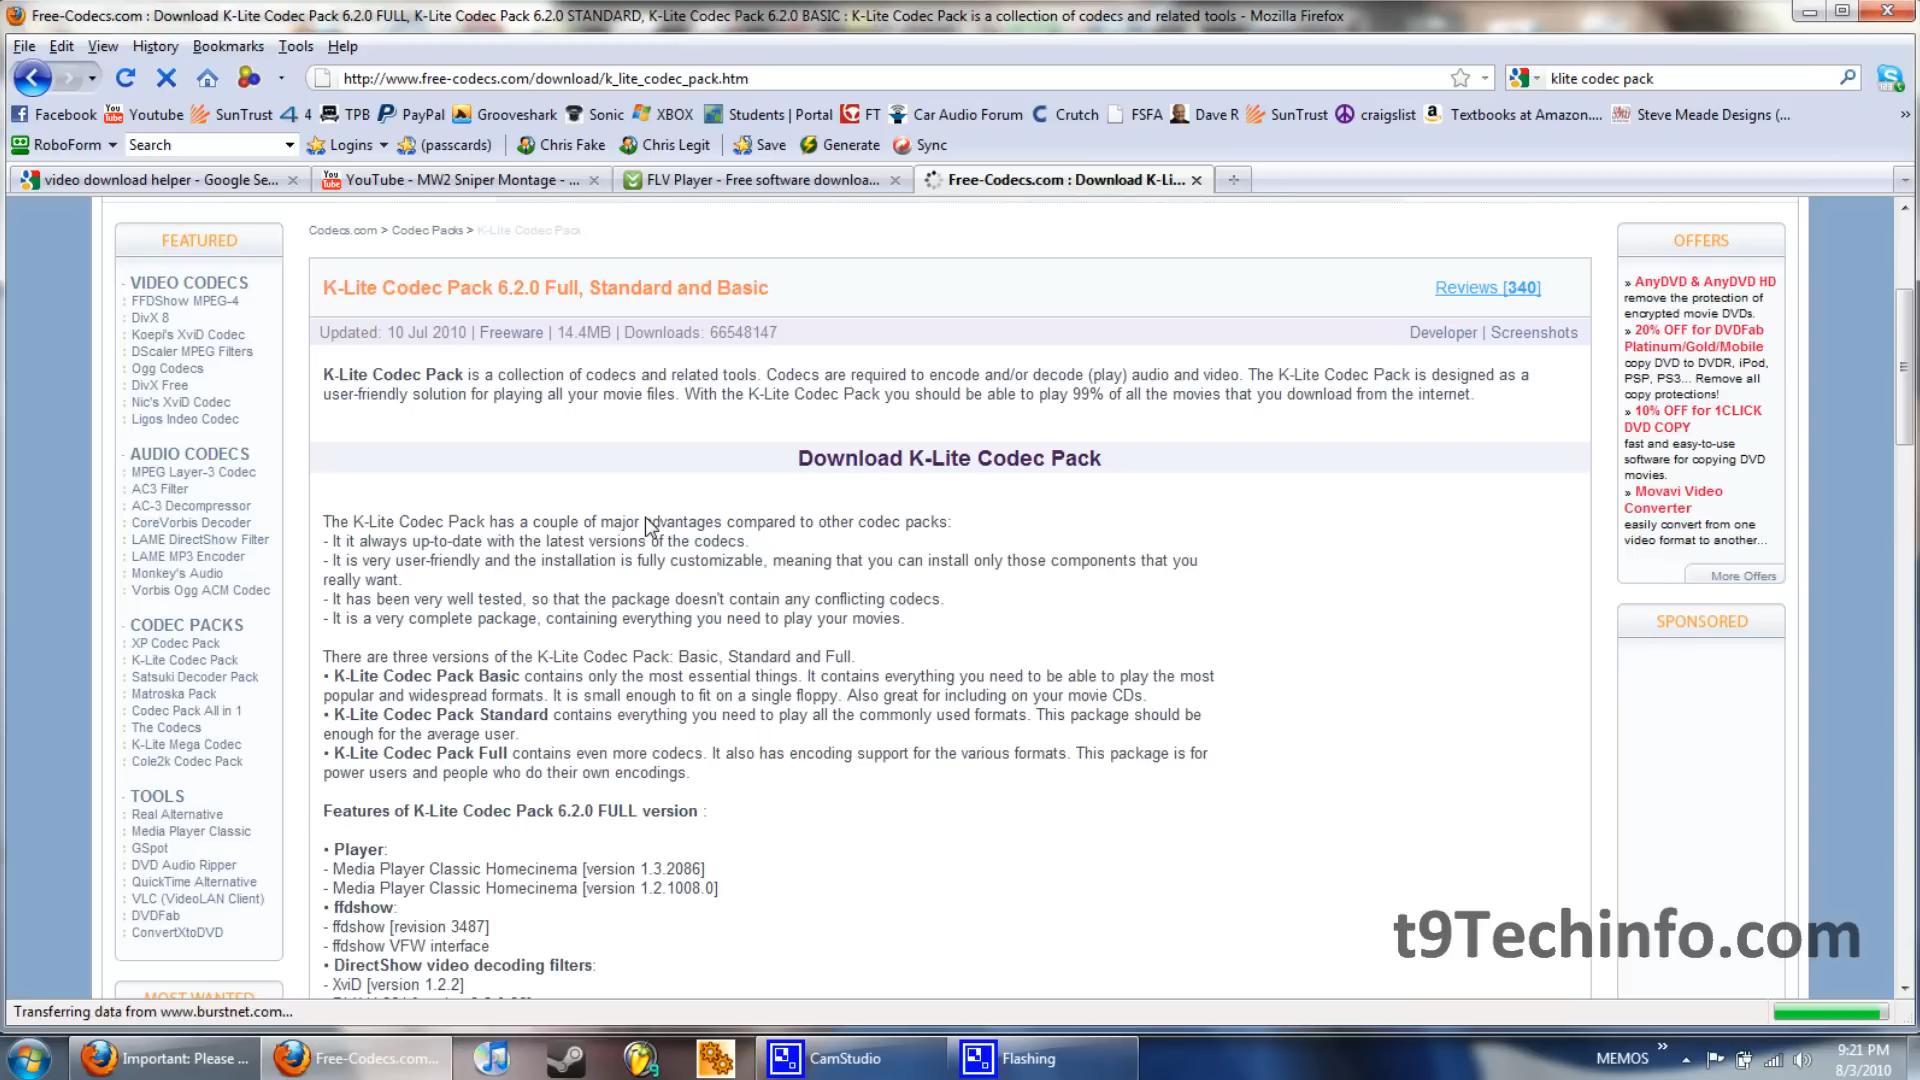 Free-Codecs.com : Download K-Lite Codec Pack 6.2.0 FULL, K-Lite Codec Pack 6.2.0 STANDARD, K-Lite Codec Pack 6.2.0 BASIC : K-Lite Codec Pack is a collection of codecs and related tools - Mozilla Firefox
File Edit View History Bookmarks Tools Help
http://www.free-codecs.com/download/k_lite_codec_pack.htm
klite codec pack
Facebook Youtube SunTrust 4 TPB PayPal Grooveshark Sonic XBOX Students | Portal FT Car Audio Forum Crutch FSFA Dave R SunTrust craigslist Textbooks at Amazon.... Steve Meade Designs (... »
RoboForm Search Logins (passcards) Chris Fake Chris Legit Save Generate Sync
video download helper - Google Se...
YouTube - MW2 Sniper Montage - ...
FLV Player - Free software downloa...
Free-Codecs.com : Download K-Li...
Codecs.com > Codec Packs > K-Lite Codec Pack
FEATURED
- VIDEO CODECS
: FFDShow MPEG-4
: DivX 8
: Koepi's XviD Codec
: DScaler MPEG Filters
: Ogg Codecs
: DivX Free
: Nic's XviD Codec
: Ligos Indeo Codec
- AUDIO CODECS
: MPEG Layer-3 Codec
: AC3 Filter
: AC-3 Decompressor
: CoreVorbis Decoder
: LAME DirectShow Filter
: LAME MP3 Encoder
: Monkey's Audio
: Vorbis Ogg ACM Codec
- CODEC PACKS
: XP Codec Pack
: K-Lite Codec Pack
: Satsuki Decoder Pack
: Matroska Pack
: Codec Pack All in 1
: The Codecs
: K-Lite Mega Codec
: Cole2k Codec Pack
- TOOLS
: Real Alternative
: Media Player Classic
: GSpot
: DVD Audio Ripper
: QuickTime Alternative
: VLC (VideoLAN Client)
: DVDFab
: ConvertXtoDVD
MOST WANTED
K-Lite Codec Pack 6.2.0 Full, Standard and Basic
Reviews [340]
Updated: 10 Jul 2010 | Freeware | 14.4MB | Downloads: 66548147
Developer | Screenshots
K-Lite Codec Pack is a collection of codecs and related tools. Codecs are required to encode and/or decode (play) audio and video. The K-Lite Codec Pack is designed as a
user-friendly solution for playing all your movie files. With the K-Lite Codec Pack you should be able to play 99% of all the movies that you download from the internet.
Download K-Lite Codec Pack
The K-Lite Codec Pack has a couple of major advantages compared to other codec packs:
- It it always up-to-date with the latest versions of the codecs.
- It is very user-friendly and the installation is fully customizable, meaning that you can install only those components that you
really want.
- It has been very well tested, so that the package doesn't contain any conflicting codecs.
- It is a very complete package, containing everything you need to play your movies.
There are three versions of the K-Lite Codec Pack: Basic, Standard and Full.
• K-Lite Codec Pack Basic contains only the most essential things. It contains everything you need to be able to play the most
popular and widespread formats. It is small enough to fit on a single floppy. Also great for including on your movie CDs.
• K-Lite Codec Pack Standard contains everything you need to play all the commonly used formats. This package should be
enough for the average user.
• K-Lite Codec Pack Full contains even more codecs. It also has encoding support for the various formats. This package is for
power users and people who do their own encodings.
Features of K-Lite Codec Pack 6.2.0 FULL version :
• Player:
- Media Player Classic Homecinema [version 1.3.2086]
- Media Player Classic Homecinema [version 1.2.1008.0]
• ffdshow:
- ffdshow [revision 3487]
- ffdshow VFW interface
• DirectShow video decoding filters:
- XviD [version 1.2.2]
OFFERS
» AnyDVD & AnyDVD HD
remove the protection of
encrypted movie DVDs.
» 20% OFF for DVDFab
Platinum/Gold/Mobile
copy DVD to DVDR, iPod,
PSP, PS3... Remove all
copy protections!
» 10% OFF for 1CLICK
DVD COPY
fast and easy-to-use
software for copying DVD
movies.
» Movavi Video
Converter
easily convert from one
video format to another...
More Offers
SPONSORED
t9Techinfo.com
Transferring data from www.burstnet.com...
Important: Please ...
Free-Codecs.com...
CamStudio
Flashing
MEMOS »
9:21 PM
8/3/2010